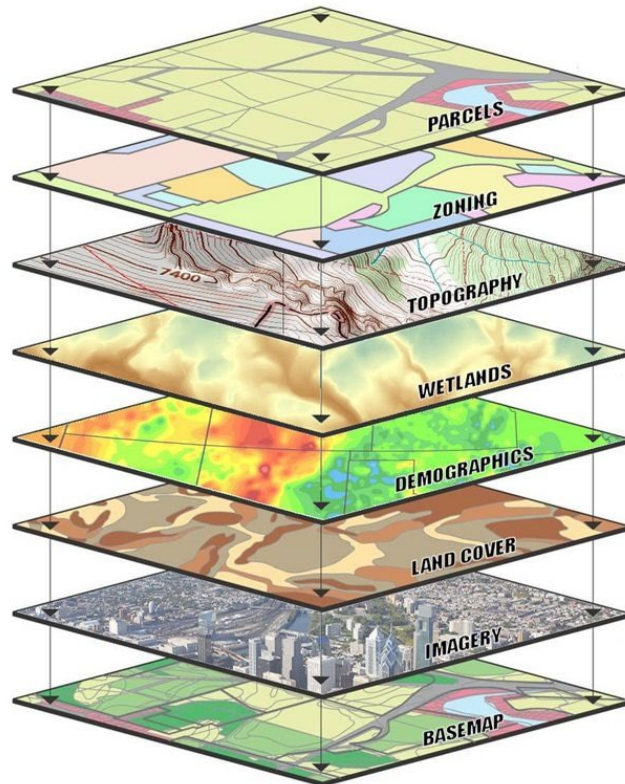 PARCELS
ZONING
7400
TOPOGRAPHY
WETLANDS
DEMOGRAPHICS
LAND COVER
IMAGERY
BASEMAP